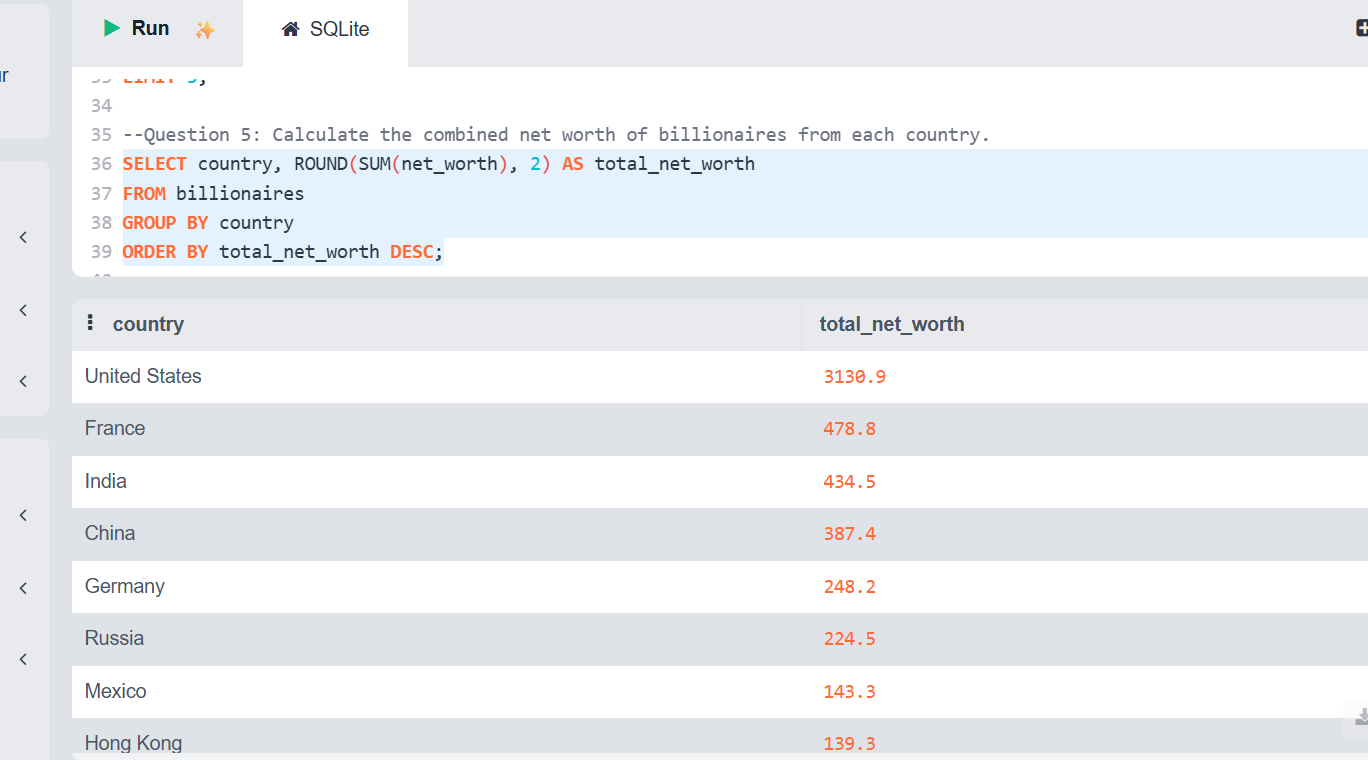 Run
SQLite
34
35 --Question 5: Calculate the combined net worth of billionaires from each country.
36 SELECT country, ROUND(SUM(net_worth), 2) AS total_net_worth
37 FROM billionaires
38 GROUP BY country
39 ORDER BY total_net_worth DESC;
country total_net_worth
United States 3130.9
France 478.8
India 434.5
China 387.4
Germany 248.2
Russia 224.5
Mexico 143.3
Hong Kong 139.3